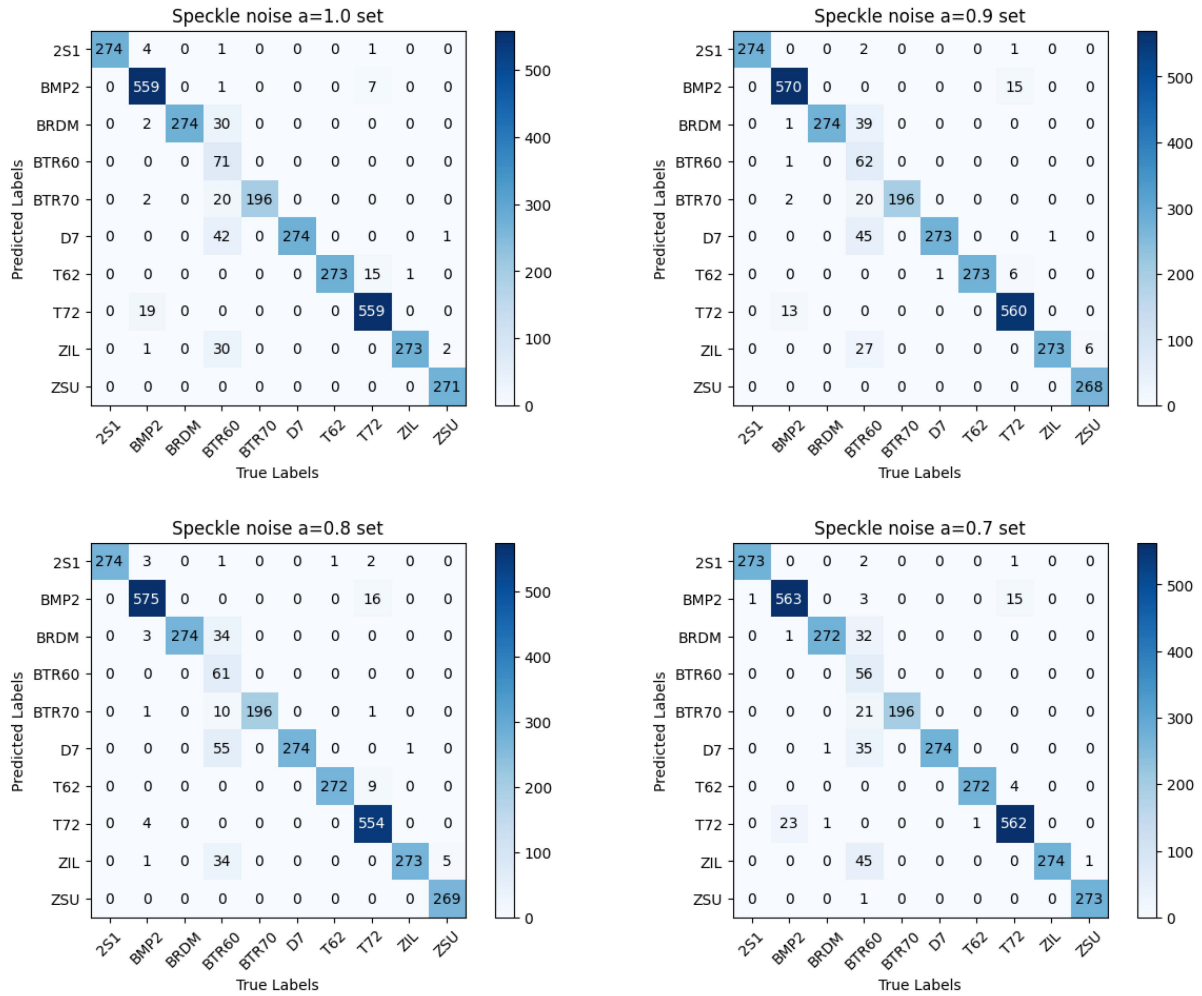 Speckle noise a=1.0 set
Predicted Labels
2S1 274 4 0 1 0 0 0 1 0 0
BMP2 0 559 0 1 0 0 0 7 0 0
BRDM 0 2 274 30 0 0 0 0 0 0
BTR60 0 0 0 71 0 0 0 0 0 0
BTR70 0 2 0 20 196 0 0 0 0 0
D7 0 0 0 42 0 274 0 0 0 1
T62 0 0 0 0 0 0 273 15 1 0
T72 0 19 0 0 0 0 0 559 0 0
ZIL 0 1 0 30 0 0 0 0 273 2
ZSU 0 0 0 0 0 0 0 0 0 271
2S1 BMP2 BRDM BTR60 BTR70 D7 T62 T72 ZIL ZSU
True Labels
500
400
300
200
100
0
Speckle noise a=0.9 set
Predicted Labels
2S1 274 0 0 2 0 0 0 1 0 0
BMP2 0 570 0 0 0 0 0 15 0 0
BRDM 0 1 274 39 0 0 0 0 0 0
BTR60 0 1 0 62 0 0 0 0 0 0
BTR70 0 2 0 20 196 0 0 0 0 0
D7 0 0 0 45 0 273 0 0 1 0
T62 0 0 0 0 0 1 273 6 0 0
T72 0 13 0 0 0 0 0 560 0 0
ZIL 0 0 0 27 0 0 0 0 273 6
ZSU 0 0 0 0 0 0 0 0 0 268
2S1 BMP2 BRDM BTR60 BTR70 D7 T62 T72 ZIL ZSU
True Labels
500
400
300
200
100
0
Speckle noise a=0.8 set
Predicted Labels
2S1 274 3 0 1 0 0 1 2 0 0
BMP2 0 575 0 0 0 0 0 16 0 0
BRDM 0 3 274 34 0 0 0 0 0 0
BTR60 0 0 0 61 0 0 0 0 0 0
BTR70 0 1 0 10 196 0 0 1 0 0
D7 0 0 0 55 0 274 0 0 1 0
T62 0 0 0 0 0 0 272 9 0 0
T72 0 4 0 0 0 0 0 554 0 0
ZIL 0 1 0 34 0 0 0 0 273 5
ZSU 0 0 0 0 0 0 0 0 0 269
2S1 BMP2 BRDM BTR60 BTR70 D7 T62 T72 ZIL ZSU
True Labels
500
400
300
200
100
0
Speckle noise a=0.7 set
Predicted Labels
2S1 273 0 0 2 0 0 0 1 0 0
BMP2 1 563 0 3 0 0 0 15 0 0
BRDM 0 1 272 32 0 0 0 0 0 0
BTR60 0 0 0 56 0 0 0 0 0 0
BTR70 0 0 0 21 196 0 0 0 0 0
D7 0 0 1 35 0 274 0 0 0 0
T62 0 0 0 0 0 0 272 4 0 0
T72 0 23 1 0 0 0 1 562 0 0
ZIL 0 0 0 45 0 0 0 0 274 1
ZSU 0 0 0 1 0 0 0 0 0 273
2S1 BMP2 BRDM BTR60 BTR70 D7 T62 T72 ZIL ZSU
True Labels
500
400
300
200
100
0